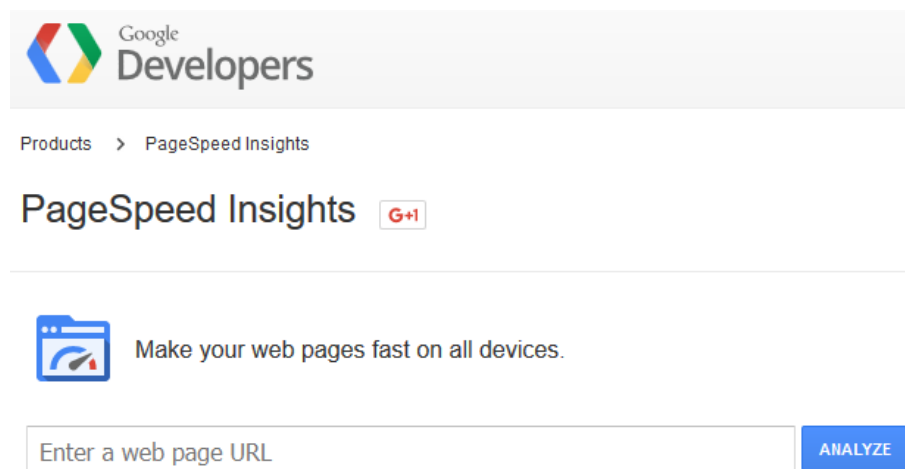 Google
Developers
Products > PageSpeed Insights
PageSpeed Insights G+1
Make your web pages fast on all devices.
Enter a web page URL ANALYZE